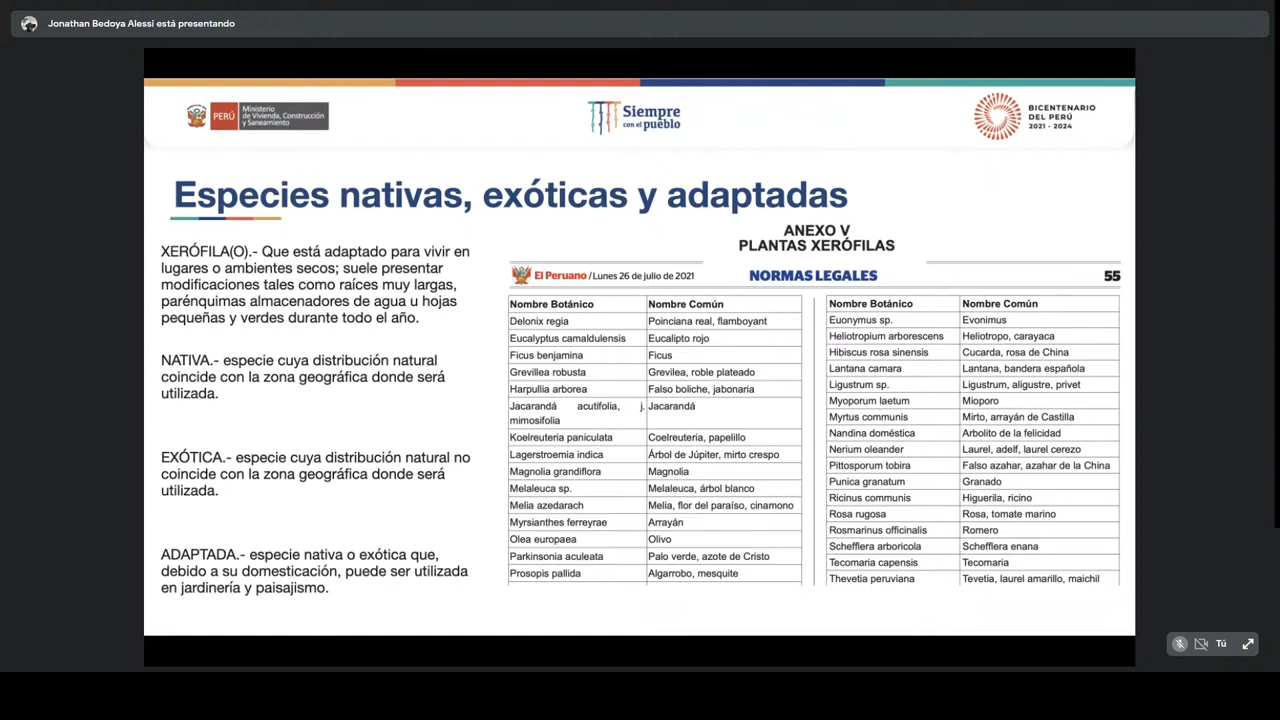 Jonathan Bedoya Alessi está presentando
PERÚ
Ministerio
de Vivienda, Construcción
y Saneamiento
Siempre
con el pueblo
BICENTENARIO
DEL PERÚ
2021 - 2024
Especies nativas, exóticas y adaptadas
XERÓFILA(O).- Que está adaptado para vivir en
lugares o ambientes secos; suele presentar
modificaciones tales como raíces muy largas,
parénquimas almacenadores de agua u hojas
pequeñas y verdes durante todo el año.
NATIVA.- especie cuya distribución natural
coincide con la zona geográfica donde será
utilizada.
EXÓTICA.- especie cuya distribución natural no
coincide con la zona geográfica donde será
utilizada.
ADAPTADA.- especie nativa o exótica que,
debido a su domesticación, puede ser utilizada
en jardinería y paisajismo.
ANEXO V
PLANTAS XERÓFILAS
El Peruano / Lunes 26 de julio de 2021 NORMAS LEGALES 55
Nombre Botánico Nombre Común
Delonix regia Poinciana real, flamboyant
Eucalyptus camaldulensis Eucalipto rojo
Ficus benjamina Ficus
Grevillea robusta Grevilea, roble plateado
Harpullia arborea Falso boliche, jabonaria
Jacarandá acutifolia, j. Jacarandá
mimosifolia
Koelreuteria paniculata Coelreuteria, papelillo
Lagerstroemia indica Árbol de Júpiter, mirto crespo
Magnolia grandiflora Magnolia
Melaleuca sp. Melaleuca, árbol blanco
Melia azedarach Melia, flor del paraíso, cinamono
Myrsianthes ferreyrae Arrayán
Olea europaea Olivo
Parkinsonia aculeata Palo verde, azote de Cristo
Prosopis pallida Algarrobo, mesquite
Nombre Botánico Nombre Común
Euonymus sp. Evonimus
Heliotropium arborescens Heliotropo, carayaca
Hibiscus rosa sinensis Cucarda, rosa de China
Lantana camara Lantana, bandera española
Ligustrum sp. Ligustrum, aligustre, privet
Myoporum laetum Mioporo
Myrtus communis Mirto, arrayán de Castilla
Nandina doméstica Arbolito de la felicidad
Nerium oleander Laurel, adelf, laurel cerezo
Pittosporum tobira Falso azahar, azahar de la China
Punica granatum Granado
Ricinus communis Higuerila, ricino
Rosa rugosa Rosa, tomate marino
Rosmarinus officinalis Romero
Schefflera arboricola Schefflera enana
Tecomaria capensis Tecomaria
Thevetia peruviana Tevetia, laurel amarillo, maichil
Tú